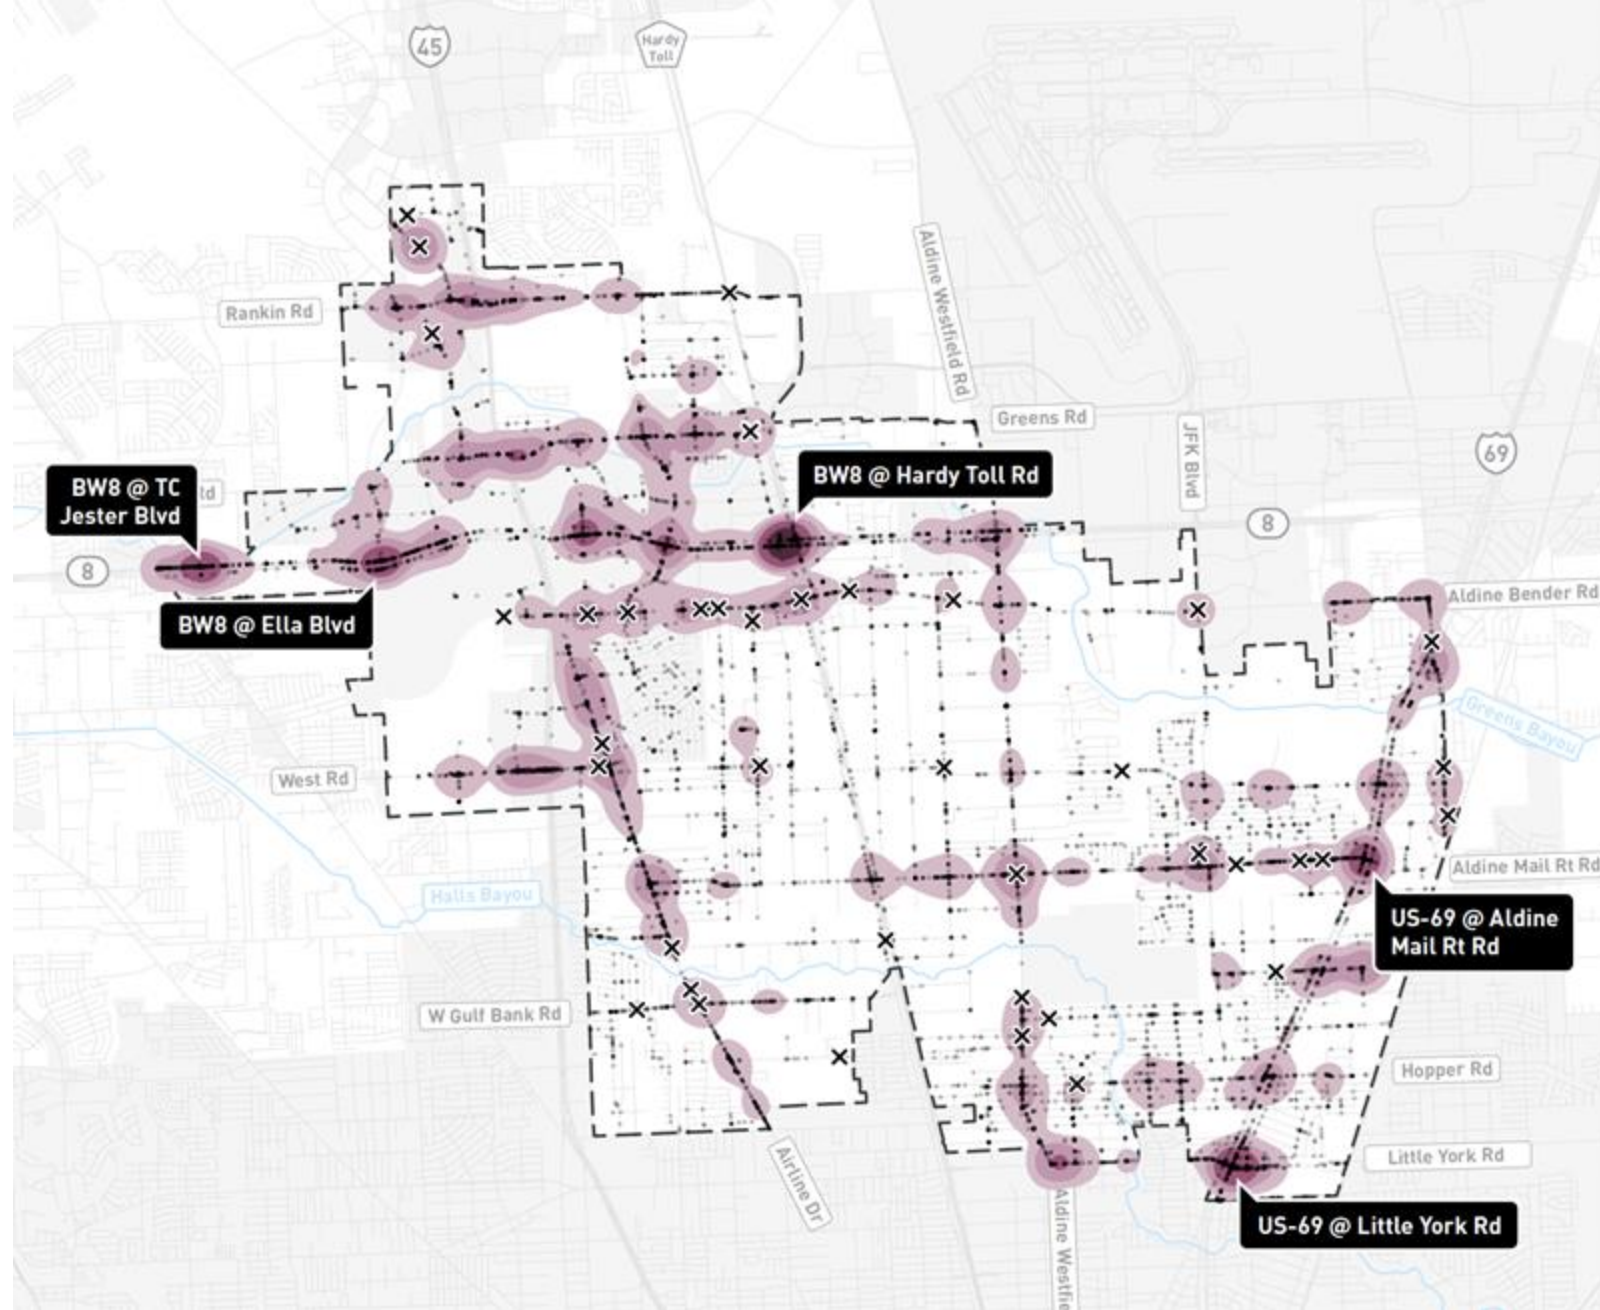 45
Hardy
Toll
Aldine Westfield Rd
Rankin Rd
Greens Rd
JFK Blvd
69
BW8 @ Hardy Toll Rd
BW8 @ TC
Jester Blvd
ld
8
8
Aldine Bender Rd
BW8 @ Ella Blvd
Greens Bayou
West Rd
Aldine Mail Rt Rd
Halls Bayou
US-69 @ Aldine
Mail Rt Rd
W Gulf Bank Rd
Hopper Rd
Little York Rd
Airline Dr
Aldine Westfie
US-69 @ Little York Rd